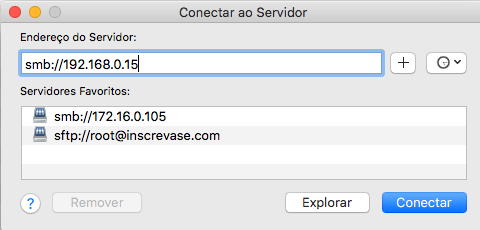 Conectar ao Servidor
Endereço do Servidor:
smb://192.168.0.15
+
Servidores Favoritos:
smb://172.16.0.105
sftp://root@inscrevase.com
?
Remover
Explorar
Conectar